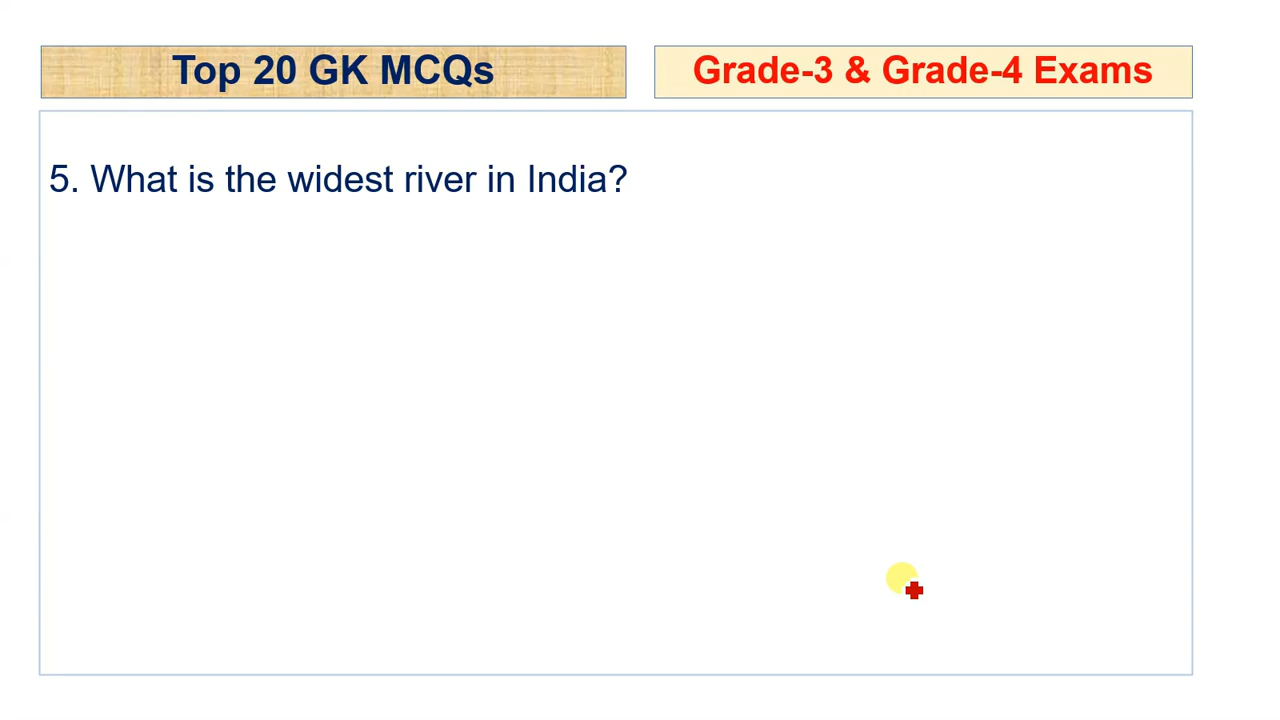 Top 20 GK MCQs
Grade-3 & Grade-4 Exams
5. What is the widest river in India?